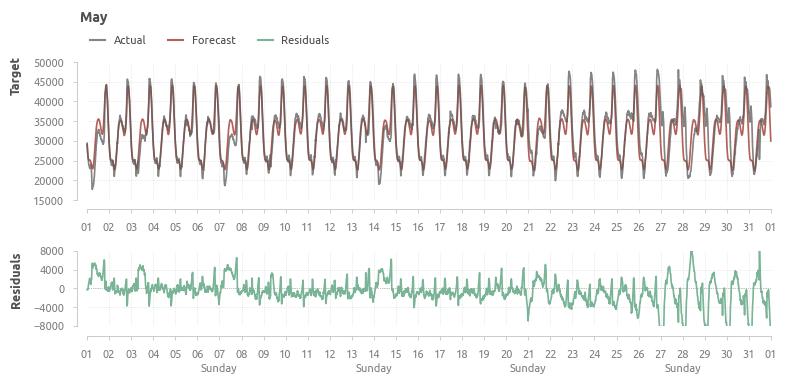 May
Actual Forecast Residuals
Target
50000
45000
40000
35000
30000
25000
20000
15000
01 02 03 04 05 06 07 08 09 10 11 12 13 14 15 16 17 18 19 20 21 22 23 24 25 26 27 28 29 30 31 01
Residuals
8000
4000
0
−4000
−8000
01 02 03 04 05 06 07 08 09 10 11 12 13 14 15 16 17 18 19 20 21 22 23 24 25 26 27 28 29 30 31 01
Sunday Sunday Sunday Sunday